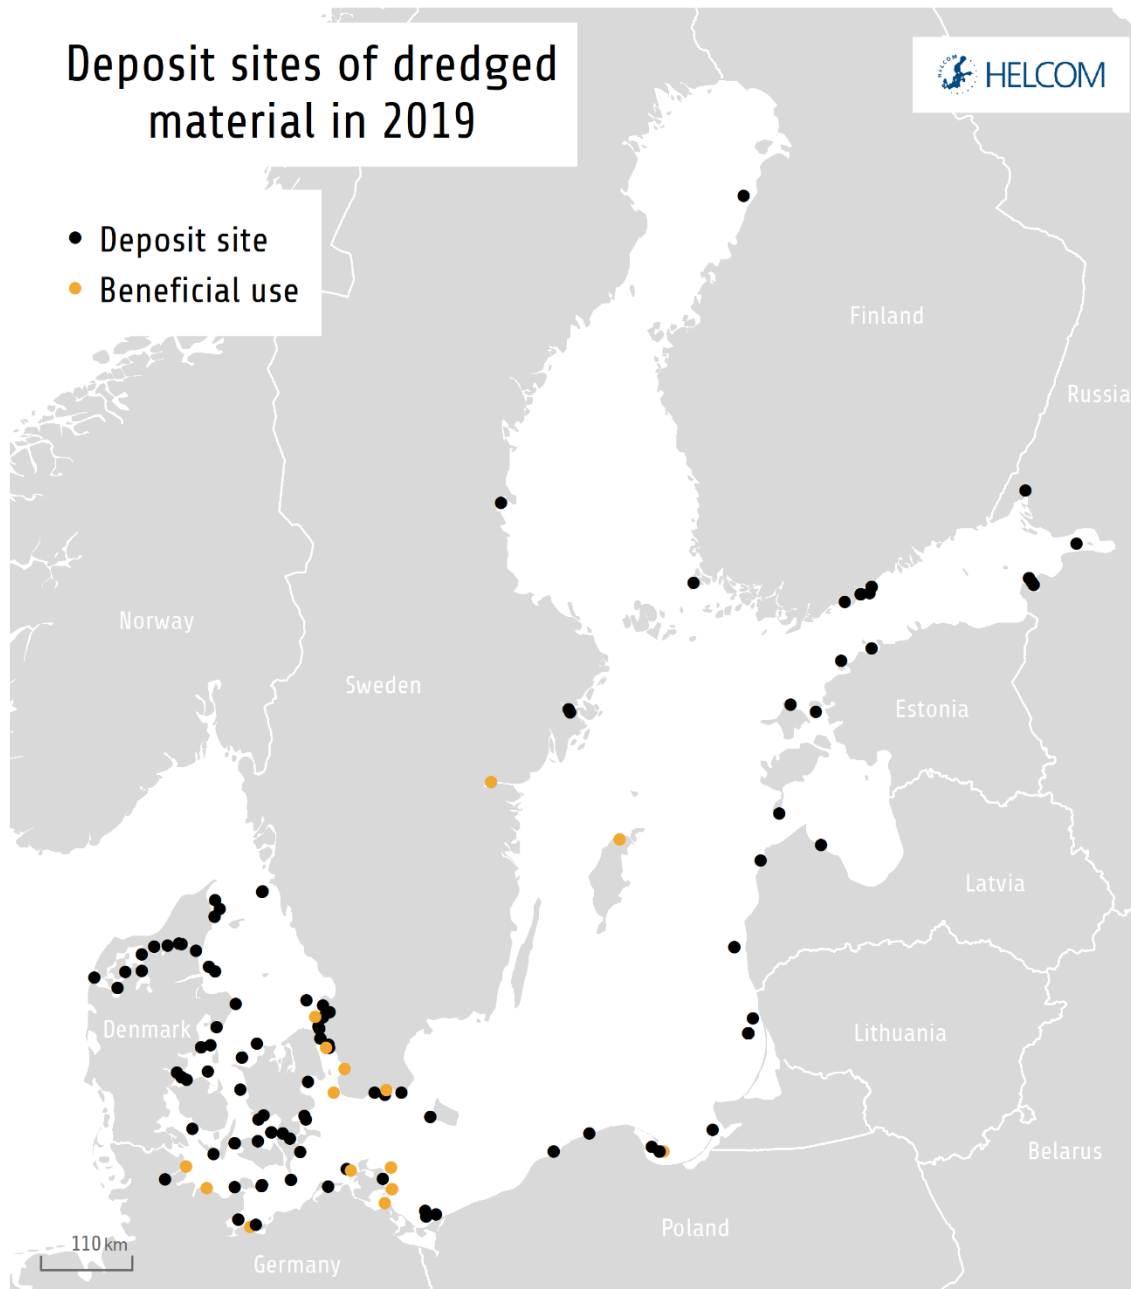 Deposit sites of dredged
material in 2019
HELCOM
HELCOM
Deposit site
Beneficial use
Finland
Russia
Norway
Sweden
Estonia
Latvia
Denmark
Lithuania
Belarus
Poland
110 km
Germany